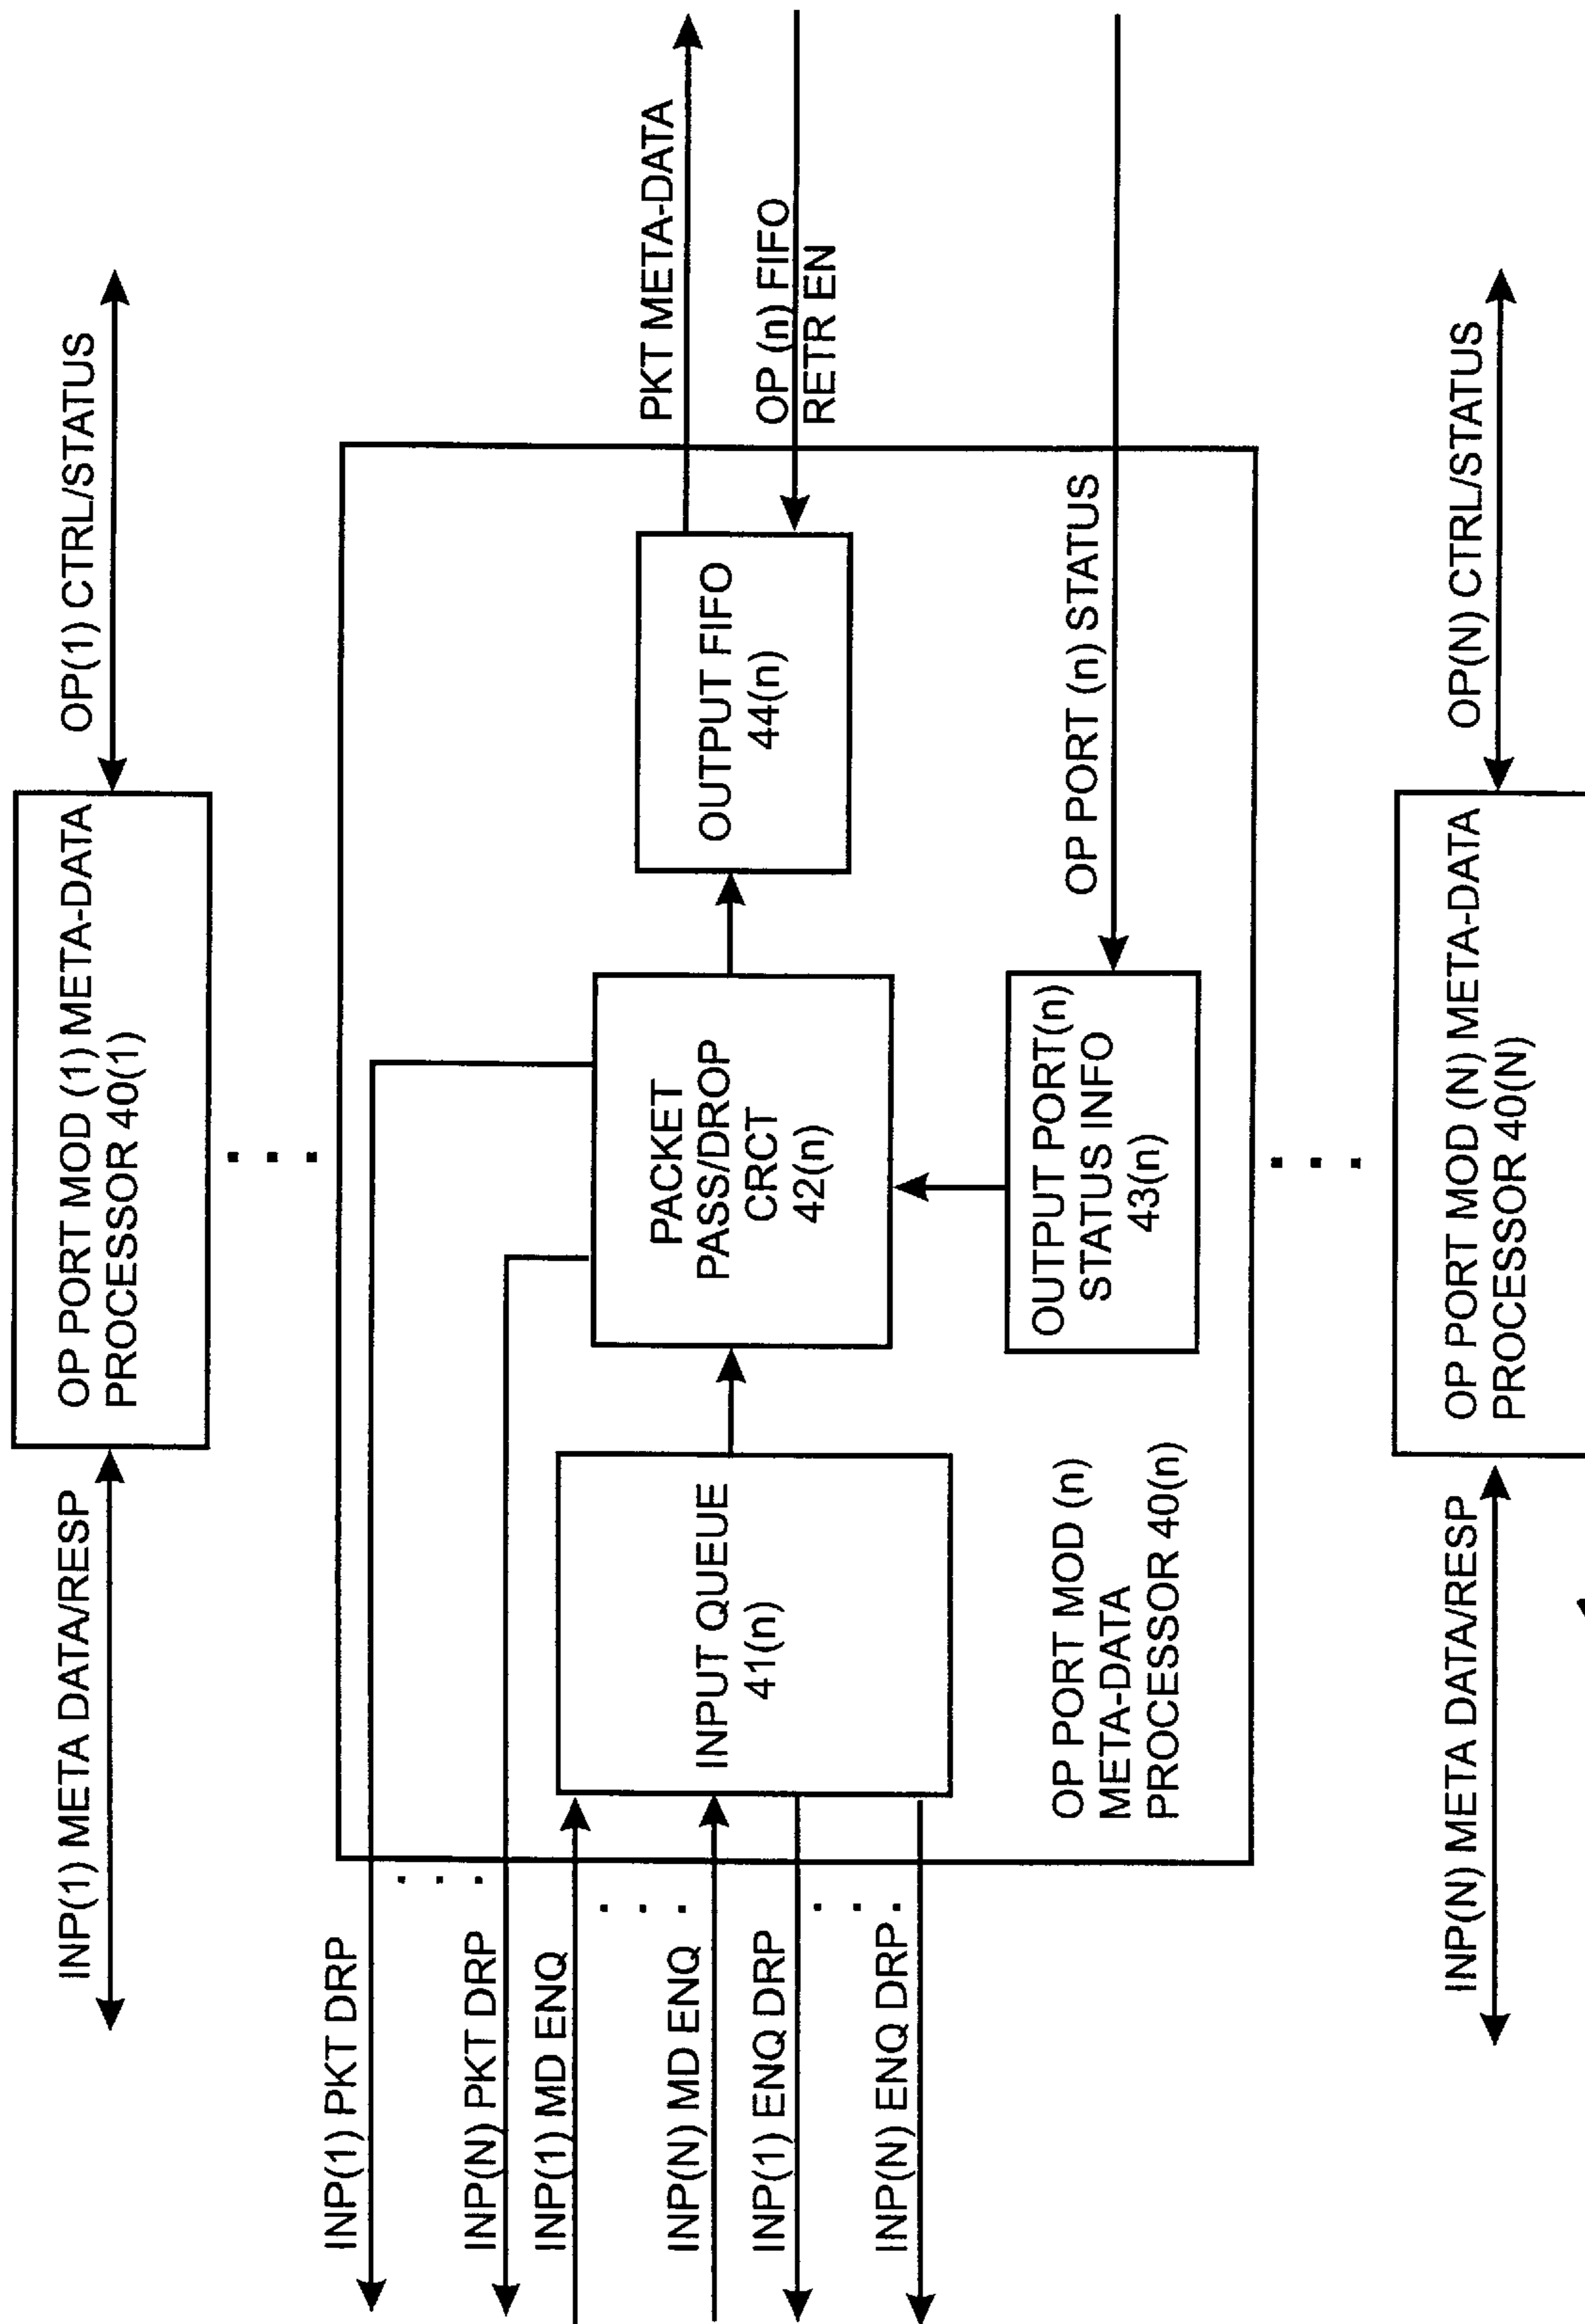 INP(1) META DATA/RESP
OP PORT MOD (1) META-DATA
PROCESSOR 40(1)
OP(1) CTRL/STATUS
INP(1) PKT DRP
INP(N) PKT DRP
INP(1) MD ENQ
INP(N) MD ENQ
INP(1) ENQ DRP
INP(N) ENQ DRP
INPUT QUEUE
41(n)
PACKET
PASS/DROP
CRCT
42(n)
OUTPUT FIFO
44(n)
PKT META-DATA
OP (n) FIFO
RETR EN
OUTPUT PORT(n)
STATUS INFO
43(n)
OP PORT (n) STATUS
OP PORT MOD (n)
META-DATA
PROCESSOR 40(n)
INP(N) META DATA/RESP
OP PORT MOD (N) META-DATA
PROCESSOR 40(N)
OP(N) CTRL/STATUS